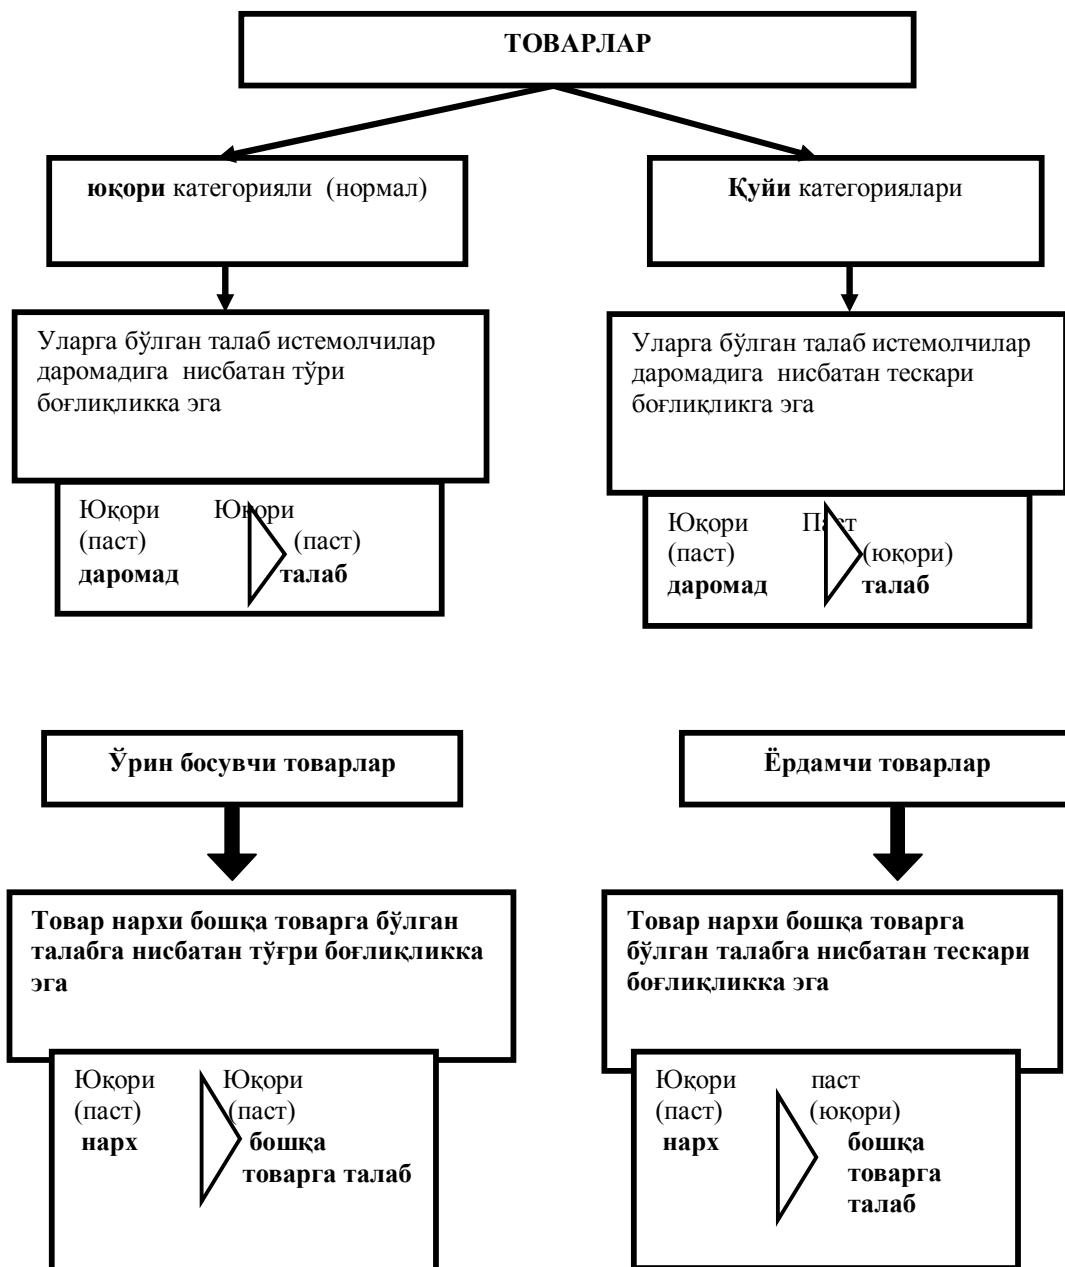 ТОВАРЛАР
юқори категорияли (нормал)
Қуйи категориялари
Уларга бўлган талаб истемолчилар
даромадига нисбатан тўри
боғлиқликка эга
Уларга бўлган талаб истемолчилар
даромадига нисбатан тескари
боғлиқликга эга
Юқори Юқори
(паст) (паст)
даромад талаб
Юқори Паст
(паст) (юқори)
даромад талаб
Ўрин босувчи товарлар
Ёрдамчи товарлар
Товар нархи бошқа товарга бўлган
талабга нисбатан тўғри боғлиқликка
эга
Товар нархи бошқа товарга
бўлган талабга нисбатан тескари
боғлиқликка эга
Юқори Юқори
(паст) (паст)
нарх бошқа
товарга талаб
Юқори паст
(паст) (юқори)
нарх бошқа
товарга
талаб